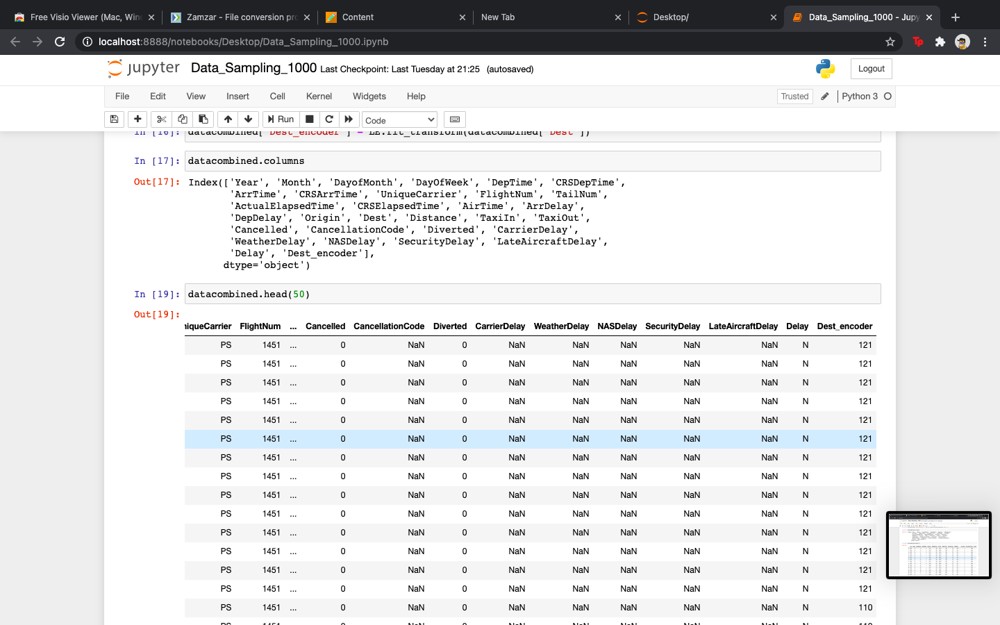 Free Visio Viewer (Mac, Win
Zamzar - File conversion pr
Content
New Tab
Desktop/
Data_Sampling_1000 - Jupy
localhost:8888/notebooks/Desktop/Data_Sampling_1000.ipynb
Tp
jupyter Data_Sampling_1000 Last Checkpoint: Last Tuesday at 21:25 (autosaved)
Logout
File Edit View Insert Cell Kernel Widgets Help
Trusted Python 3
Run Code
In [16]: datacombined['Dest_encoder'] = LE.fit_transform(datacombined['Dest'])
In [17]: datacombined.columns
Out[17]: Index(['Year', 'Month', 'DayofMonth', 'DayOfWeek', 'DepTime', 'CRSDepTime',
'ArrTime', 'CRSArrTime', 'UniqueCarrier', 'FlightNum', 'TailNum',
'ActualElapsedTime', 'CRSElapsedTime', 'AirTime', 'ArrDelay',
'DepDelay', 'Origin', 'Dest', 'Distance', 'TaxiIn', 'TaxiOut',
'Cancelled', 'CancellationCode', 'Diverted', 'CarrierDelay',
'WeatherDelay', 'NASDelay', 'SecurityDelay', 'LateAircraftDelay',
'Delay', 'Dest_encoder'],
dtype='object')
In [19]: datacombined.head(50)
Out[19]:
niqueCarrier FlightNum ... Cancelled CancellationCode Diverted CarrierDelay WeatherDelay NASDelay SecurityDelay LateAircraftDelay Delay Dest_encoder
PS 1451 ... 0 NaN 0 NaN NaN NaN NaN NaN N 121
PS 1451 ... 0 NaN 0 NaN NaN NaN NaN NaN N 121
PS 1451 ... 0 NaN 0 NaN NaN NaN NaN NaN N 121
PS 1451 ... 0 NaN 0 NaN NaN NaN NaN NaN N 121
PS 1451 ... 0 NaN 0 NaN NaN NaN NaN NaN N 121
PS 1451 ... 0 NaN 0 NaN NaN NaN NaN NaN N 121
PS 1451 ... 0 NaN 0 NaN NaN NaN NaN NaN N 121
PS 1451 ... 0 NaN 0 NaN NaN NaN NaN NaN N 121
PS 1451 ... 0 NaN 0 NaN NaN NaN NaN NaN N 121
PS 1451 ... 0 NaN 0 NaN NaN NaN NaN NaN N 121
PS 1451 ... 0 NaN 0 NaN NaN NaN NaN NaN N 121
PS 1451 ... 0 NaN 0 NaN NaN NaN NaN NaN N 121
PS 1451 ... 0 NaN 0 NaN NaN NaN NaN NaN N 121
PS 1451 ... 0 NaN 0 NaN NaN NaN NaN NaN N 121
PS 1451 ... 0 NaN 0 NaN NaN NaN NaN NaN N 110